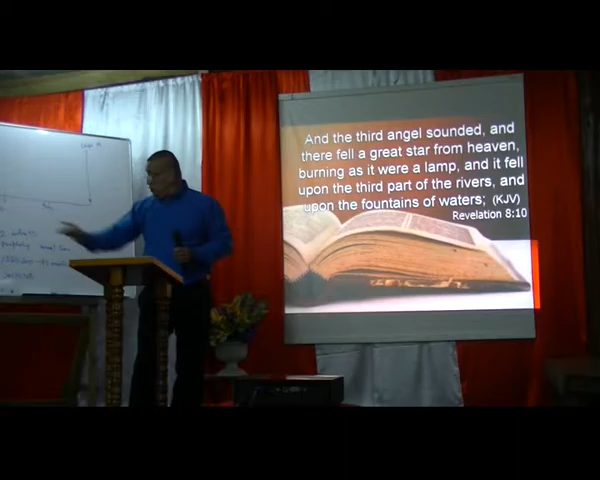 And the third angel sounded, and
there fell a great star from heaven,
burning as it were a lamp, and it fell
upon the third part of the rivers, and
upon the fountains of waters; (KJV)
Revelation 8:10